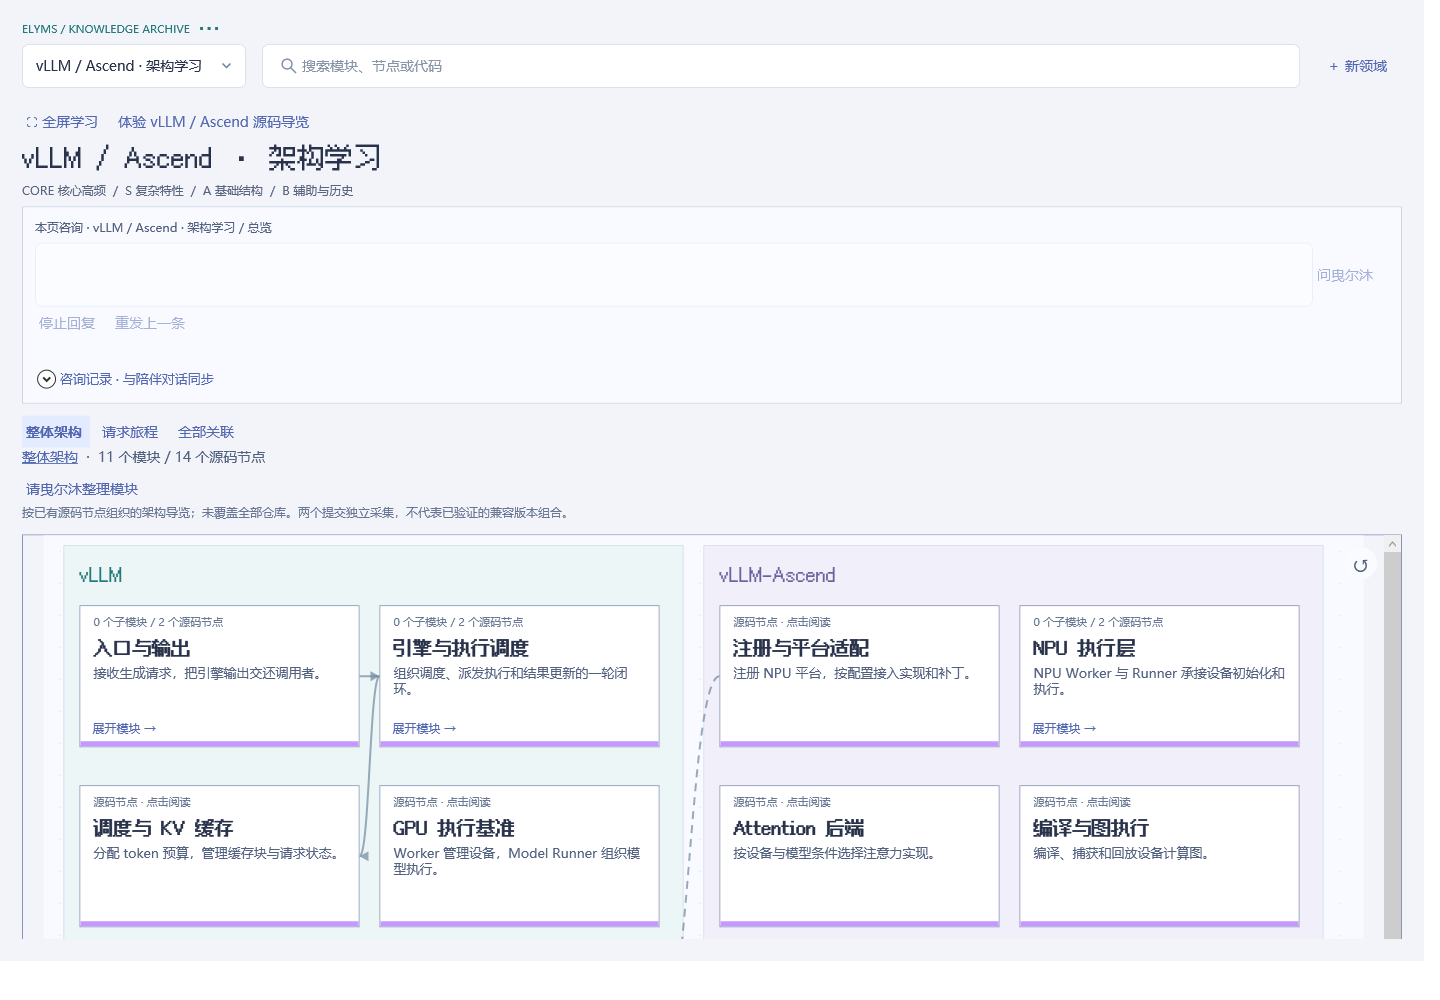 ELYMS / KNOWLEDGE ARCHIVE
vLLM / Ascend · 架构学习
搜索模块、节点或代码
+ 新领域
全屏学习 体验 vLLM / Ascend 源码导览
vLLM / Ascend · 架构学习
CORE 核心高频 / S 复杂特性 / A 基础结构 / B 辅助与历史
本页咨询 · vLLM / Ascend · 架构学习 / 总览
问曳尔沐
停止回复 重发上一条
咨询记录 · 与陪伴对话同步
整体架构 请求旅程 全部关联
整体架构 · 11 个模块 / 14 个源码节点
请曳尔沐整理模块
按已有源码节点组织的架构导览；未覆盖全部仓库。两个提交独立采集，不代表已验证的兼容版本组合。
vLLM
0 个子模块 / 2 个源码节点
入口与输出
接收生成请求，把引擎输出交还调用者。
展开模块 →
0 个子模块 / 2 个源码节点
引擎与执行调度
组织调度、派发执行和结果更新的一轮闭
环。
展开模块 →
源码节点 · 点击阅读
调度与 KV 缓存
分配 token 预算，管理缓存块与请求状态。
源码节点 · 点击阅读
GPU 执行基准
Worker 管理设备，Model Runner 组织模
型执行。
vLLM-Ascend
源码节点 · 点击阅读
注册与平台适配
注册 NPU 平台，按配置接入实现和补丁。
0 个子模块 / 2 个源码节点
NPU 执行层
NPU Worker 与 Runner 承接设备初始化和
执行。
展开模块 →
源码节点 · 点击阅读
Attention 后端
按设备与模型条件选择注意力实现。
源码节点 · 点击阅读
编译与图执行
编译、捕获和回放设备计算图。